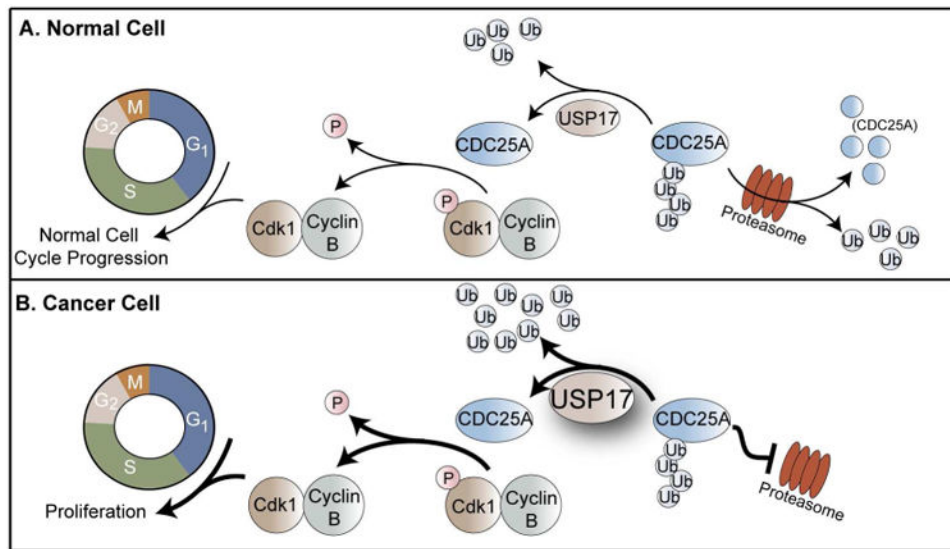 A. Normal Cell
Ub
Ub
Ub
Ub
M
G2
G1
S
P
USP17
CDC25A
CDC25A
(CDC25A)
Ub
Ub
Ub
Ub
P
Cdk1
Cyclin
B
Cdk1
Cyclin
B
Proteasome
Ub
Ub
Ub
Ub
Normal Cell
Cycle Progression
B. Cancer Cell
Ub
Ub
Ub
Ub
Ub
Ub
Ub
Ub
Ub
M
G2
G1
S
P
USP17
CDC25A
CDC25A
Ub
Ub
Ub
Ub
P
Cdk1
Cyclin
B
Cdk1
Cyclin
B
Proteasome
Proliferation